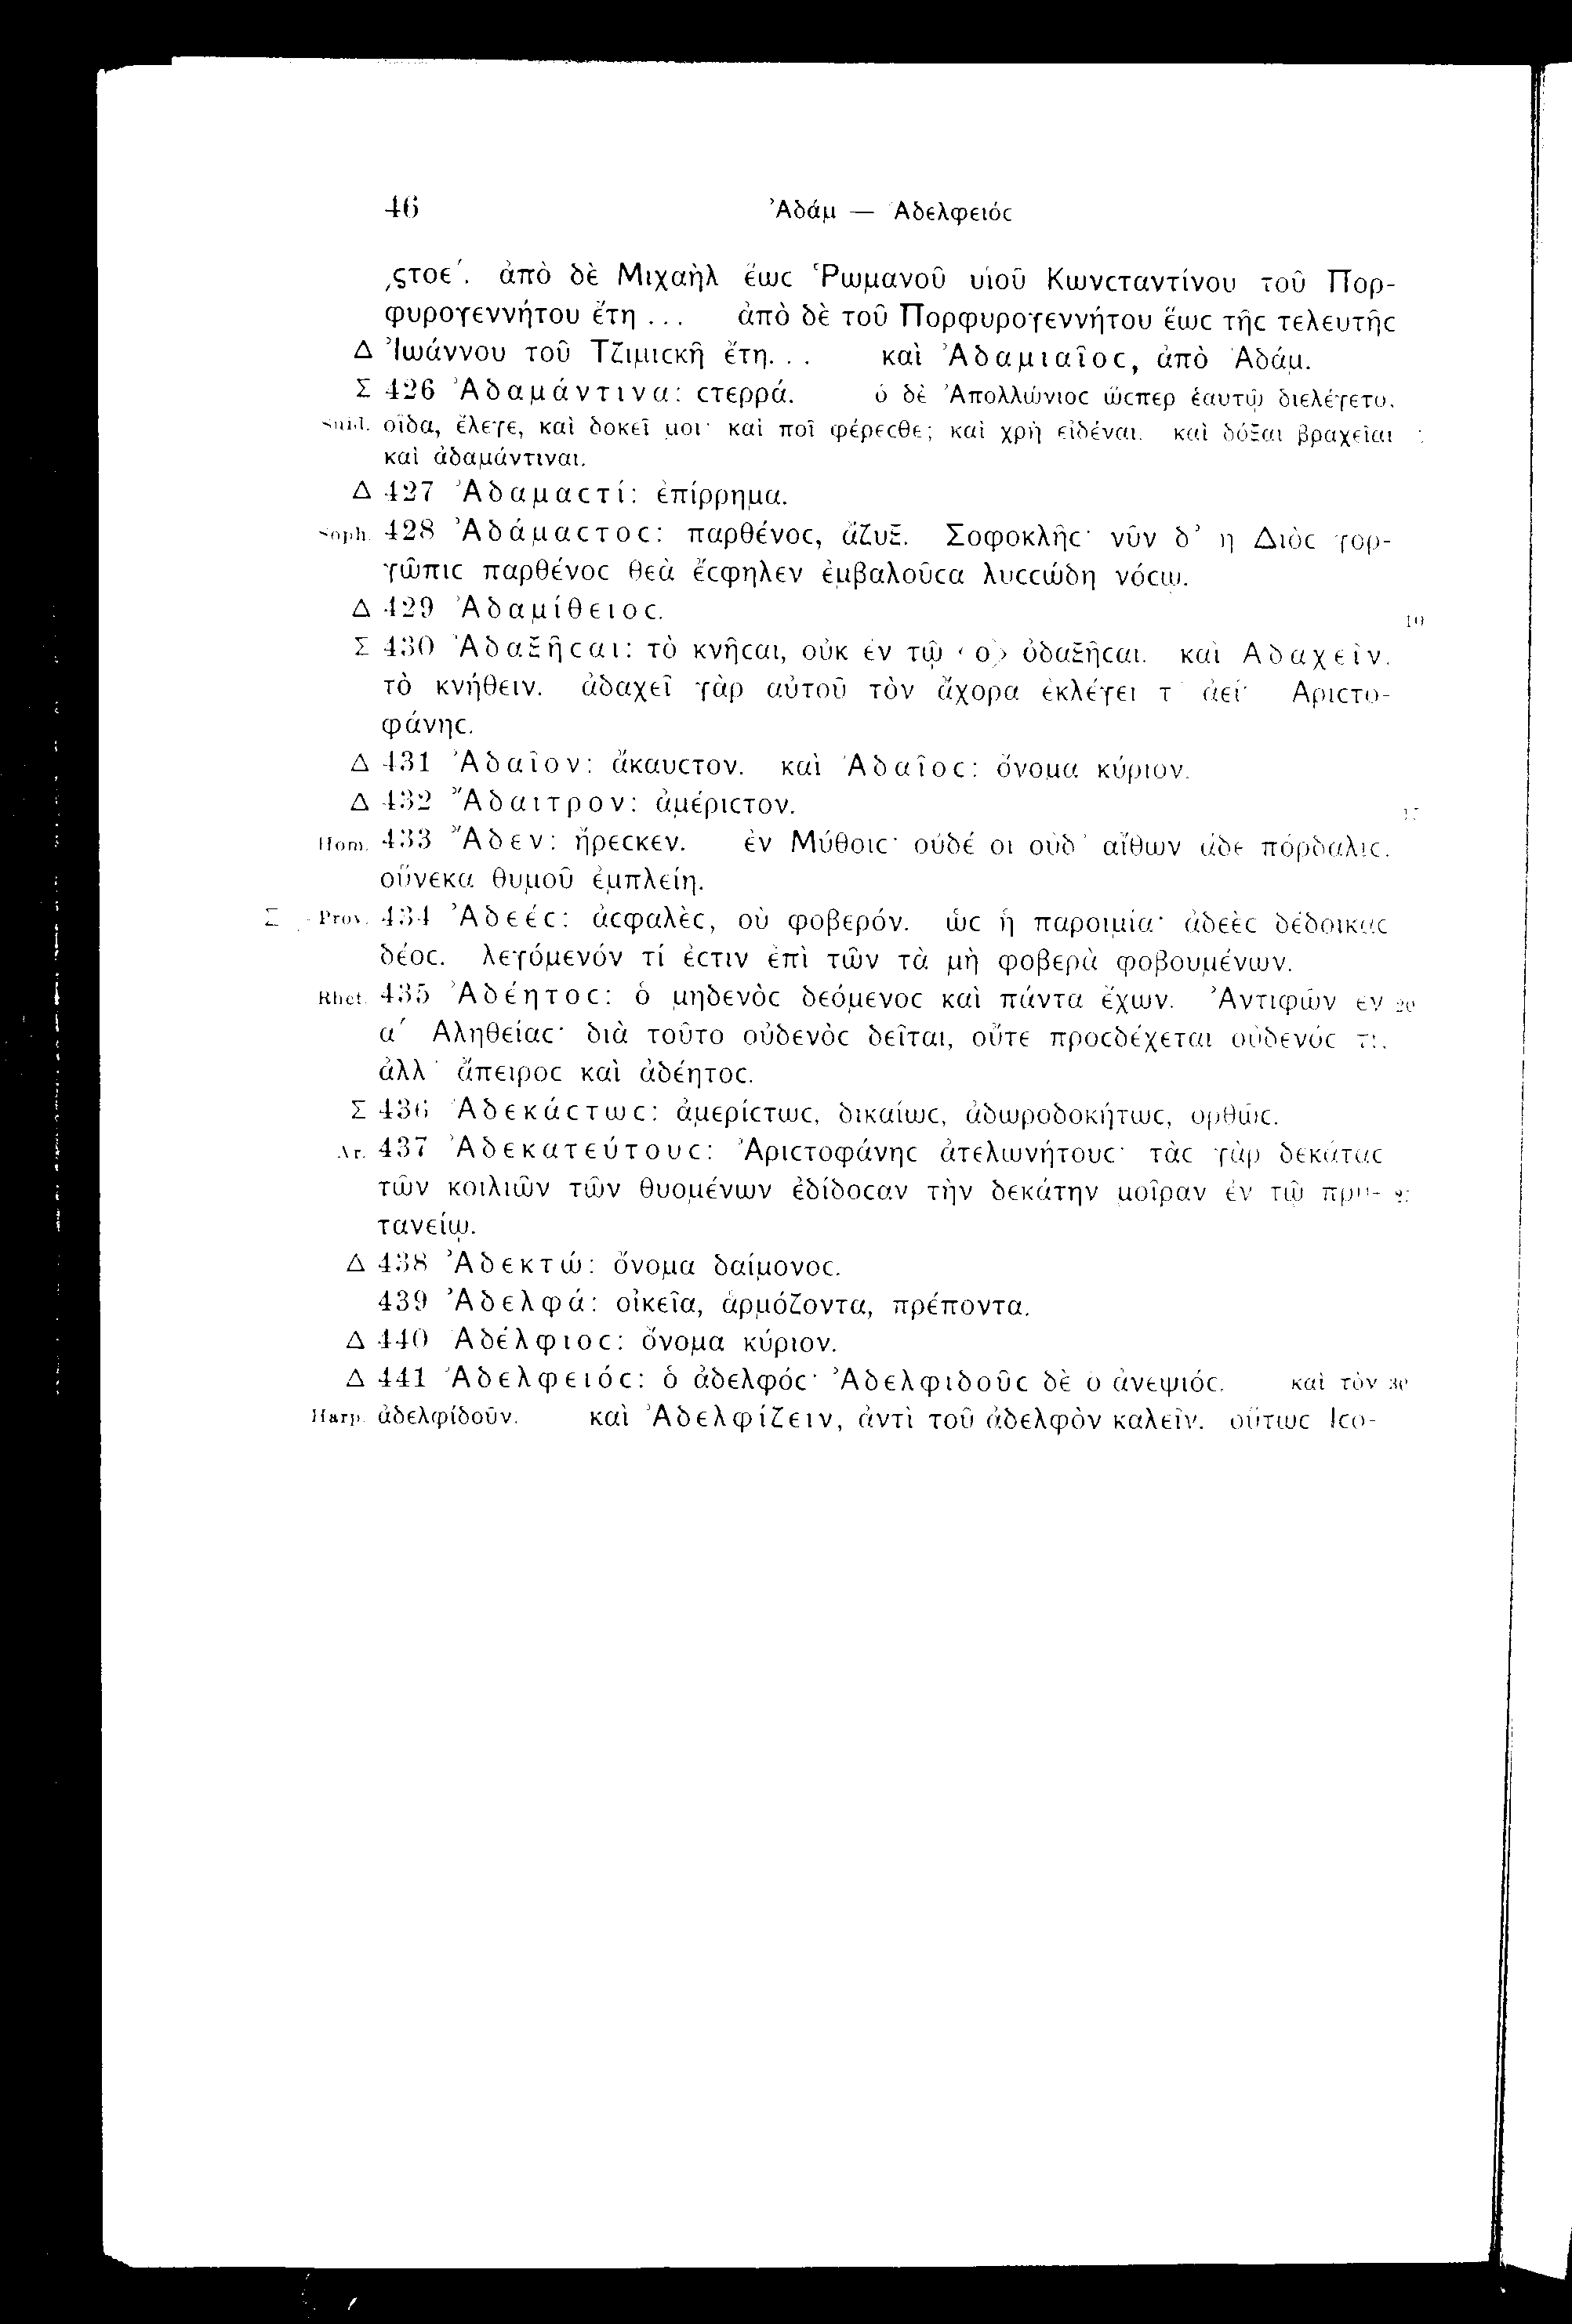 46 Ἀδάμ — Ἀδελφειόϲ
͵ϛτοε´. ἀπὸ δὲ Μιχαὴλ ἕωϲ Ῥωμανοῦ υἱοῦ Κωνϲταντίνου τοῦ Πορ-
φυρογεννήτου ἔτη ... ἀπὸ δὲ τοῦ Πορφυρογεννήτου ἕωϲ τῆϲ τελευτῆϲ
Δ Ἰωάννου τοῦ Τζιμιϲκῆ ἔτη. .. καὶ Ἀδαμιαῖοϲ, ἀπὸ Ἀδάμ.
Σ 426 Ἀδαμάντινα: ϲτερρά. ὁ δὲ Ἀπολλώνιοϲ ὥϲπερ ἑαυτῷ διελέγετο.
Suid. οἶδα, ἔλεγε, καὶ δοκεῖ μοι· καὶ ποῖ φέρεϲθε; καὶ χρὴ εἰδέναι. καὶ δόξαι βραχεῖαι
καὶ ἀδαμάντιναι.
Δ 427 Ἀδαμαϲτί: ἐπίρρημα.
Soph. 428 Ἀδάμαϲτοϲ: παρθένοϲ, ἄζυξ. Σοφοκλῆϲ· νῦν δ’ ἡ Διὸϲ γορ-
γῶπιϲ παρθένοϲ θεὰ ἔϲφηλεν ἐμβαλοῦϲα λυϲϲώδη νόϲῳ.
Δ 429 Ἀδαμίθειοϲ. 10
Σ 430 Ἀδαξῆϲαι: τὸ κνῆϲαι, οὐκ ἐν τῷ ‹ο› ὀδαξῆϲαι. καὶ Ἀδαχεῖν,
τὸ κνήθειν. ἀδαχεῖ γὰρ αὐτοῦ τὸν ἄχορα ἐκλέγει τ’ ἀεί· Ἀριϲτο-
φάνηϲ.
Δ 431 Ἀδαῖον: ἄκαυϲτον. καὶ Ἀδαῖοϲ: ὄνομα κύριον.
Δ 432 Ἄδαιτρον: ἀμέριϲτον. 15
Hom. 433 Ἄδεν: ἤρεϲκεν. ἐν Μύθοιϲ· οὐδέ οἱ οὐδ’ αἴθων ἅδε πόρδαλιϲ,
οὕνεκα θυμοῦ ἐμπλείη.
Σ Prov. 434 Ἀδεέϲ: ἀϲφαλὲϲ, οὐ φοβερόν. ὡϲ ἡ παροιμία· ἀδεὲϲ δέδοικαϲ
δέοϲ. λεγόμενόν τί ἐϲτιν ἐπὶ τῶν τὰ μὴ φοβερὰ φοβουμένων.
Rhet. 435 Ἀδέητοϲ: ὁ μηδενὸϲ δεόμενοϲ καὶ πάντα ἔχων. Ἀντιφῶν ἐν 20
α´ Ἀληθείαϲ· διὰ τοῦτο οὐδενὸϲ δεῖται, οὔτε προϲδέχεται οὐδενόϲ τι,
ἀλλ’ ἄπειροϲ καὶ ἀδέητοϲ.
Σ 436 Ἀδεκάϲτωϲ: ἀμερίϲτωϲ, δικαίωϲ, ἀδωροδοκήτωϲ, ὀρθῶϲ.
Ar. 437 Ἀδεκατεύτουϲ: Ἀριϲτοφάνηϲ ἀτελωνήτουϲ· τὰϲ γὰρ δεκάταϲ
τῶν κοιλιῶν τῶν θυομένων ἐδίδοϲαν τὴν δεκάτην μοῖραν ἐν τῷ πρυ-
τανείῳ.
Δ 438 Ἀδεκτώ: ὄνομα δαίμονοϲ.
439 Ἀδελφά: οἰκεῖα, ἁρμόζοντα, πρέποντα.
Δ 440 Ἀδέλφιοϲ: ὄνομα κύριον.
Δ 441 Ἀδελφειόϲ: ὁ ἀδελφόϲ· Ἀδελφιδοῦϲ δὲ ὁ ἀνεψιόϲ. καὶ τὸν 30
Harp. ἀδελφίδοῦν. καὶ Ἀδελφίζειν, ἀντὶ τοῦ ἀδελφὸν καλεῖν. οὕτωϲ Ἰϲο-